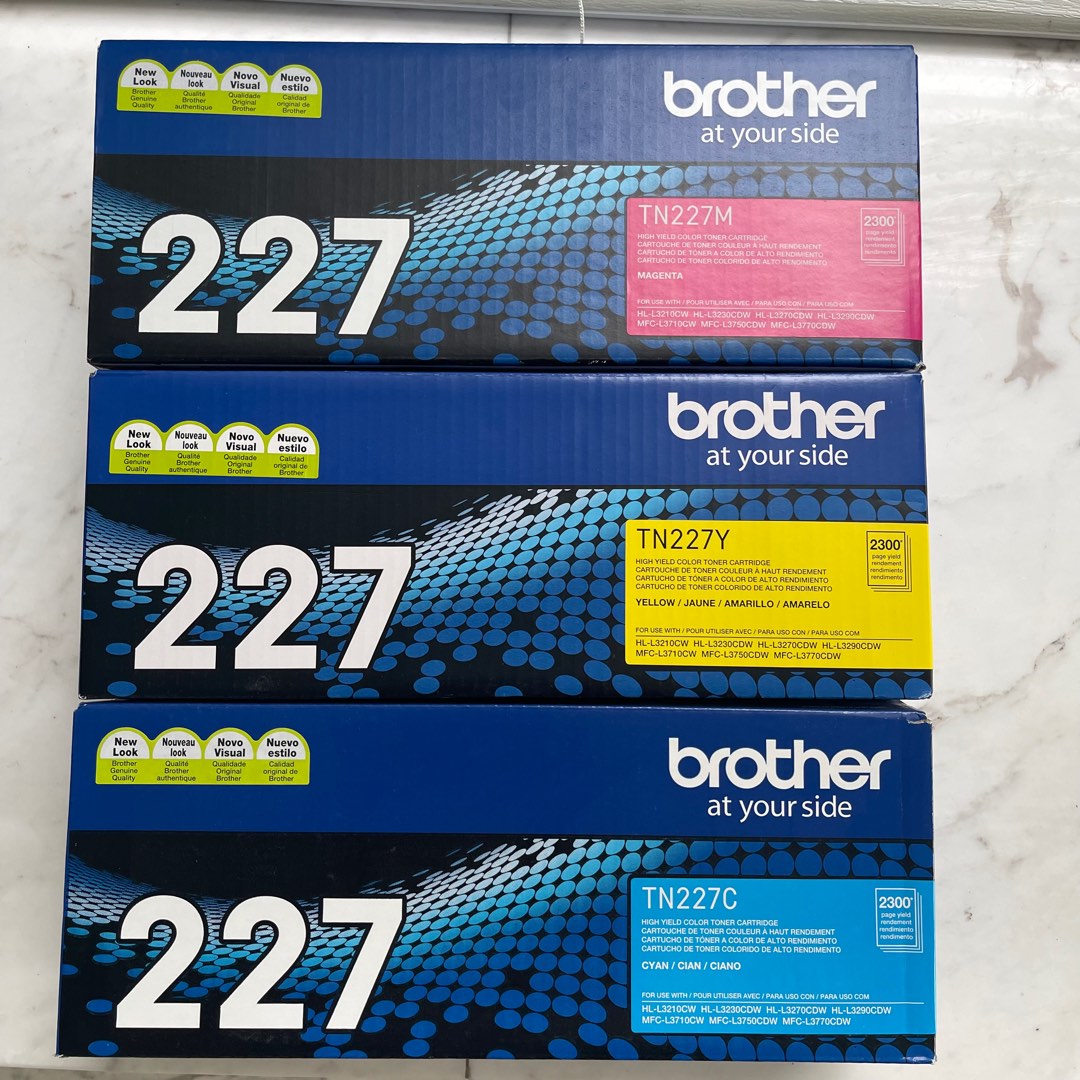 New Look
Brother Genuine Quality
Nouveau look
Qualité Brother authentique
Novo Visual
Qualidade Original Brother
Nuevo estilo
Calidad original de Brother
brother
at your side
227
TN227M
HIGH YIELD COLOR TONER CARTRIDGE
CARTOUCHE DE TONER COULEUR À HAUT RENDEMENT
CARTUCHO DE TÓNER A COLOR DE ALTO RENDIMIENTO
CARTUCHO DE TONER COLORIDO DE ALTO RENDIMENTO
MAGENTA
2300*
page yield
rendement
rendimiento
rendimento
FOR USE WITH / POUR UTILISER AVEC / PARA USO CON / PARA USO COM
HL-L3210CW HL-L3230CDW HL-L3270CDW HL-L3290CDW
MFC-L3710CW MFC-L3750CDW MFC-L3770CDW
New Look
Brother Genuine Quality
Nouveau look
Qualité Brother authentique
Novo Visual
Qualidade Original Brother
Nuevo estilo
Calidad original de Brother
brother
at your side
227
TN227Y
HIGH YIELD COLOR TONER CARTRIDGE
CARTOUCHE DE TONER COULEUR À HAUT RENDEMENT
CARTUCHO DE TÓNER A COLOR DE ALTO RENDIMIENTO
CARTUCHO DE TONER COLORIDO DE ALTO RENDIMENTO
YELLOW / JAUNE / AMARILLO / AMARELO
2300*
page yield
rendement
rendimiento
rendimento
FOR USE WITH / POUR UTILISER AVEC / PARA USO CON / PARA USO COM
HL-L3210CW HL-L3230CDW HL-L3270CDW HL-L3290CDW
MFC-L3710CW MFC-L3750CDW MFC-L3770CDW
New Look
Brother Genuine Quality
Nouveau look
Qualité Brother authentique
Novo Visual
Qualidade Original Brother
Nuevo estilo
Calidad original de Brother
brother
at your side
227
TN227C
HIGH YIELD COLOR TONER CARTRIDGE
CARTOUCHE DE TONER COULEUR À HAUT RENDEMENT
CARTUCHO DE TÓNER A COLOR DE ALTO RENDIMIENTO
CARTUCHO DE TONER COLORIDO DE ALTO RENDIMENTO
CYAN / CIAN / CIANO
2300*
page yield
rendement
rendimiento
rendimento
FOR USE WITH / POUR UTILISER AVEC / PARA USO CON / PARA USO COM
HL-L3210CW HL-L3230CDW HL-L3270CDW HL-L3290CDW
MFC-L3710CW MFC-L3750CDW MFC-L3770CDW